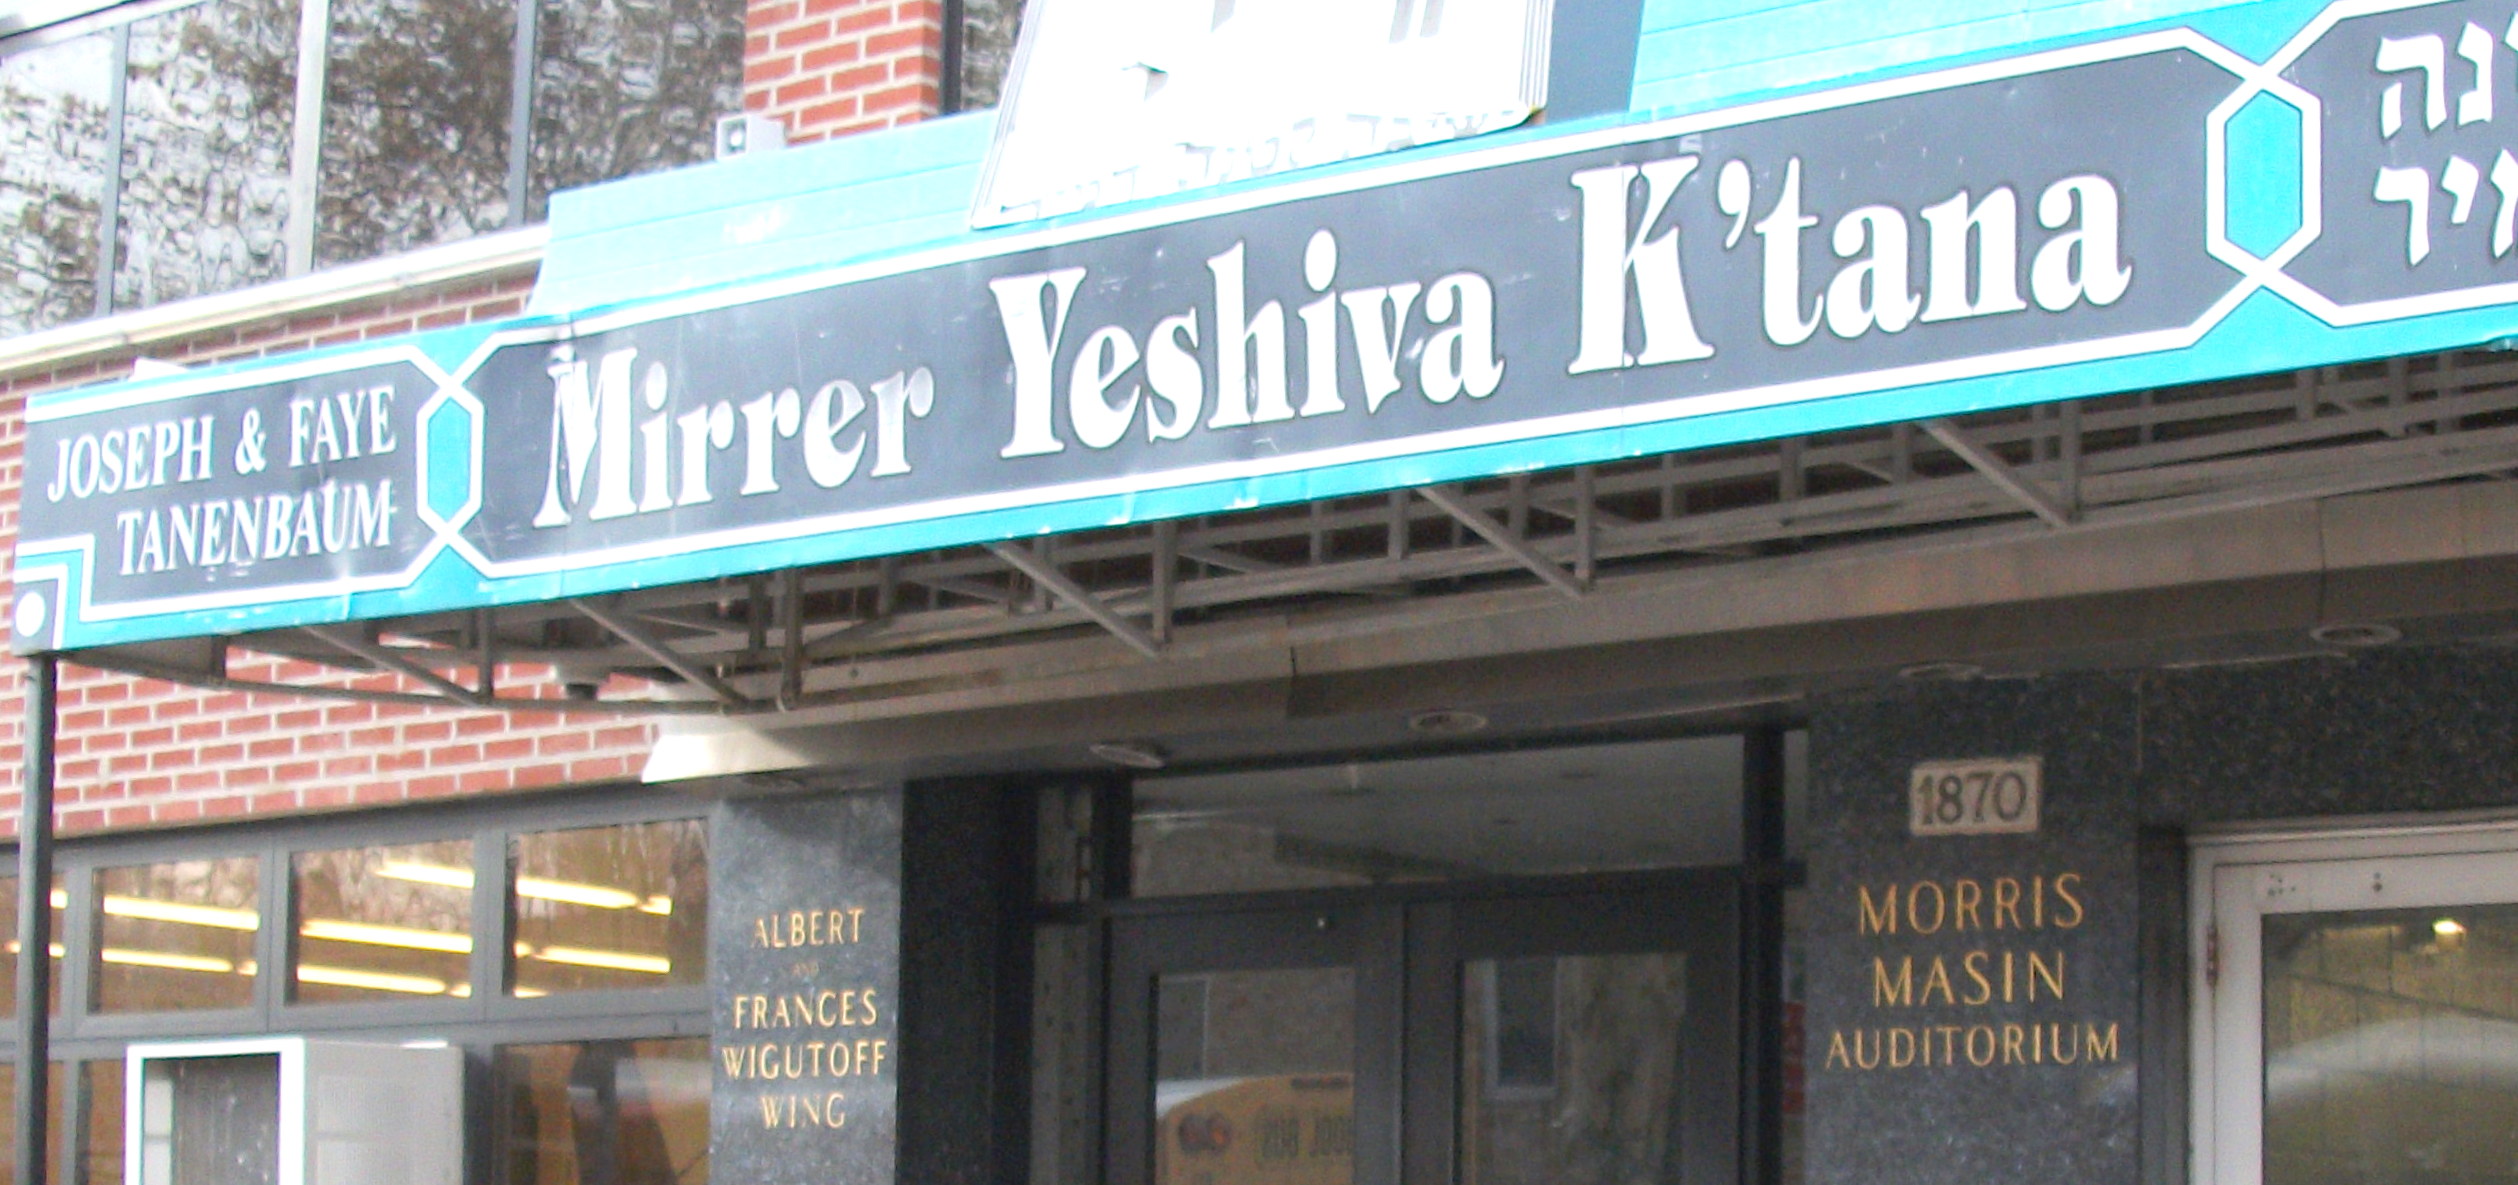 JOSEPH & FAYE
TANENBAUM
Mirrer Yeshiva K'tana
1870
MORRIS
MASIN
AUDITORIUM
ALBERT
AND
FRANCES
WIGUTOFF
WING